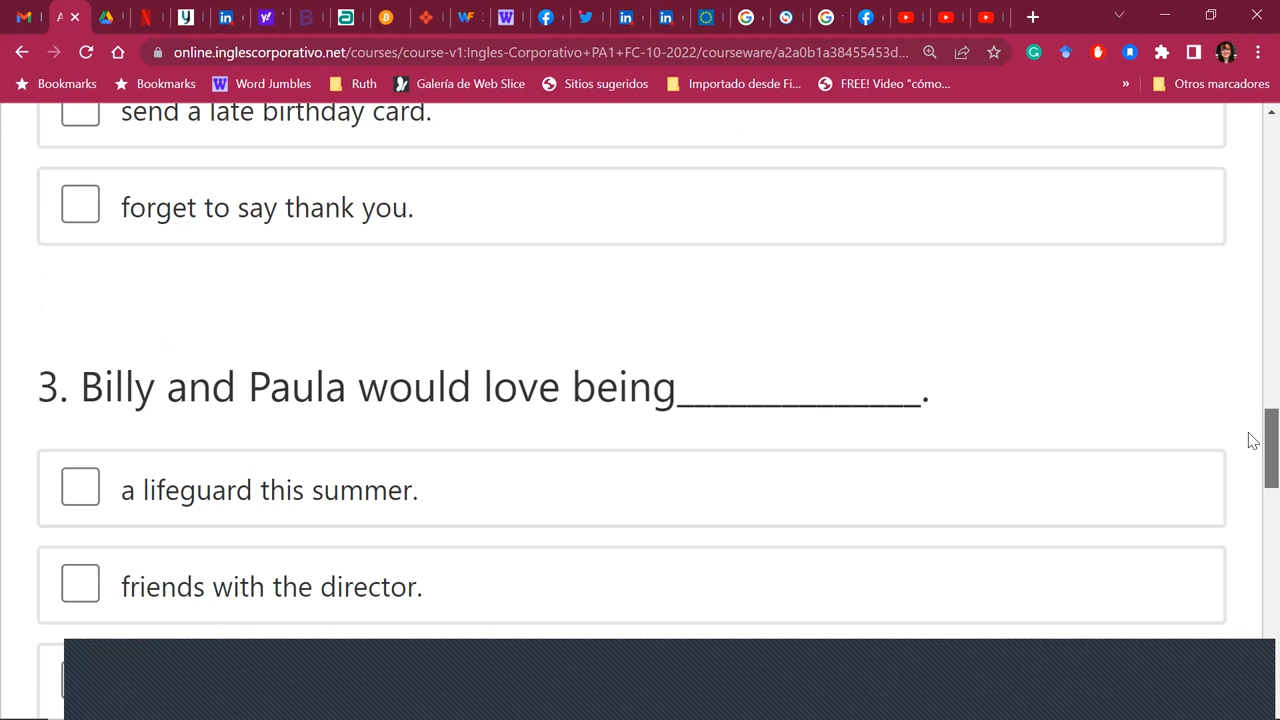 online.inglescorporativo.net/courses/course-v1:Ingles-Corporativo+PA1+FC-10-2022/courseware/a2a0b1a38455453d...
Bookmarks Bookmarks Word Jumbles Ruth Galería de Web Slice Sitios sugeridos Importado desde Fi... FREE! Video "cómo... » Otros marcadores
send a late birthday card.
forget to say thank you.
3. Billy and Paula would love being______________.
a lifeguard this summer.
friends with the director.